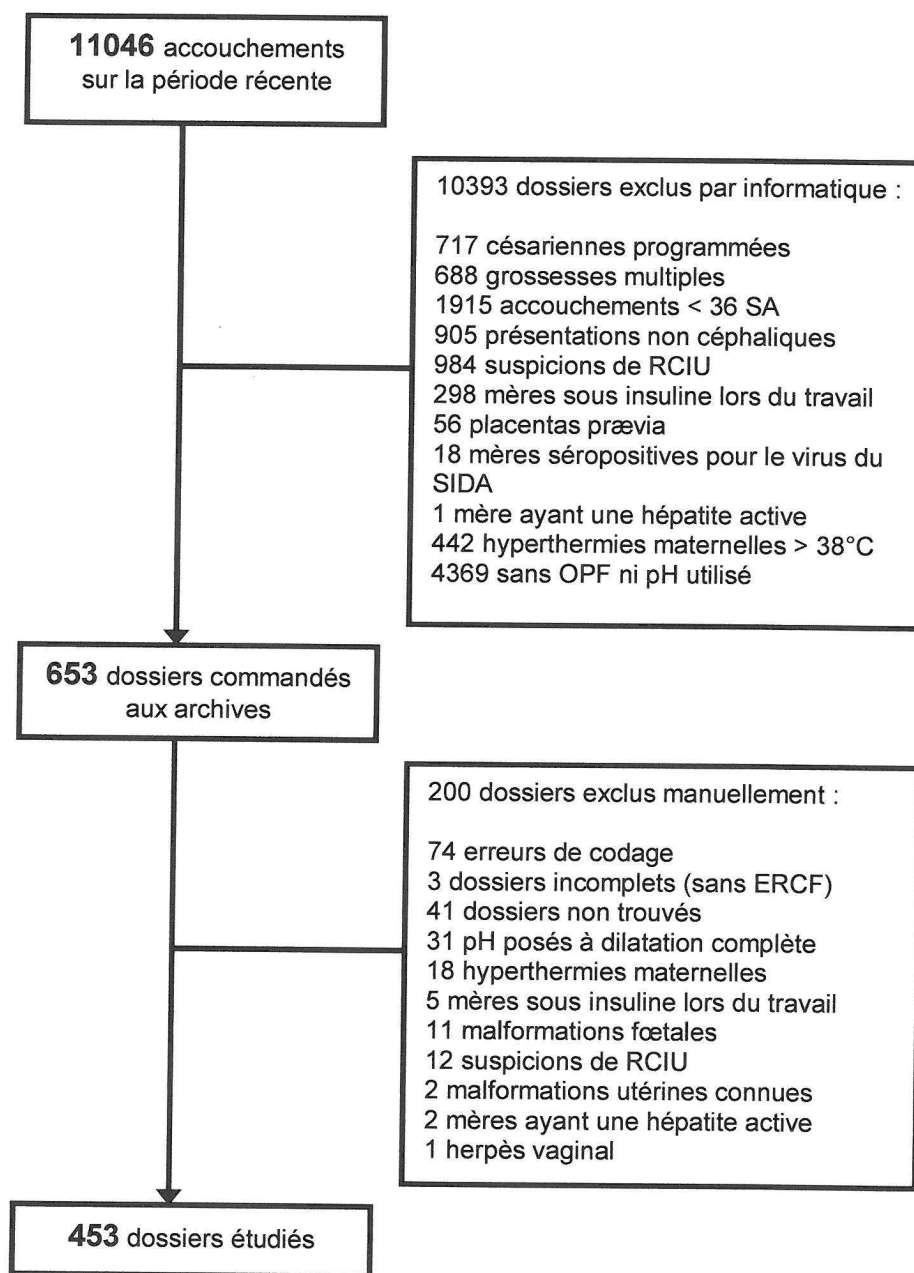 11046 accouchements
sur la période récente
10393 dossiers exclus par informatique :
717 césariennes programmées
688 grossesses multiples
1915 accouchements < 36 SA
905 présentations non céphaliques
984 suspicions de RCIU
298 mères sous insuline lors du travail
56 placentas prævia
18 mères séropositives pour le virus du
SIDA
1 mère ayant une hépatite active
442 hyperthermies maternelles > 38°C
4369 sans OPF ni pH utilisé
653 dossiers commandés
aux archives
200 dossiers exclus manuellement :
74 erreurs de codage
3 dossiers incomplets (sans ERCF)
41 dossiers non trouvés
31 pH posés à dilatation complète
18 hyperthermies maternelles
5 mères sous insuline lors du travail
11 malformations fœtales
12 suspicions de RCIU
2 malformations utérines connues
2 mères ayant une hépatite active
1 herpès vaginal
453 dossiers étudiés